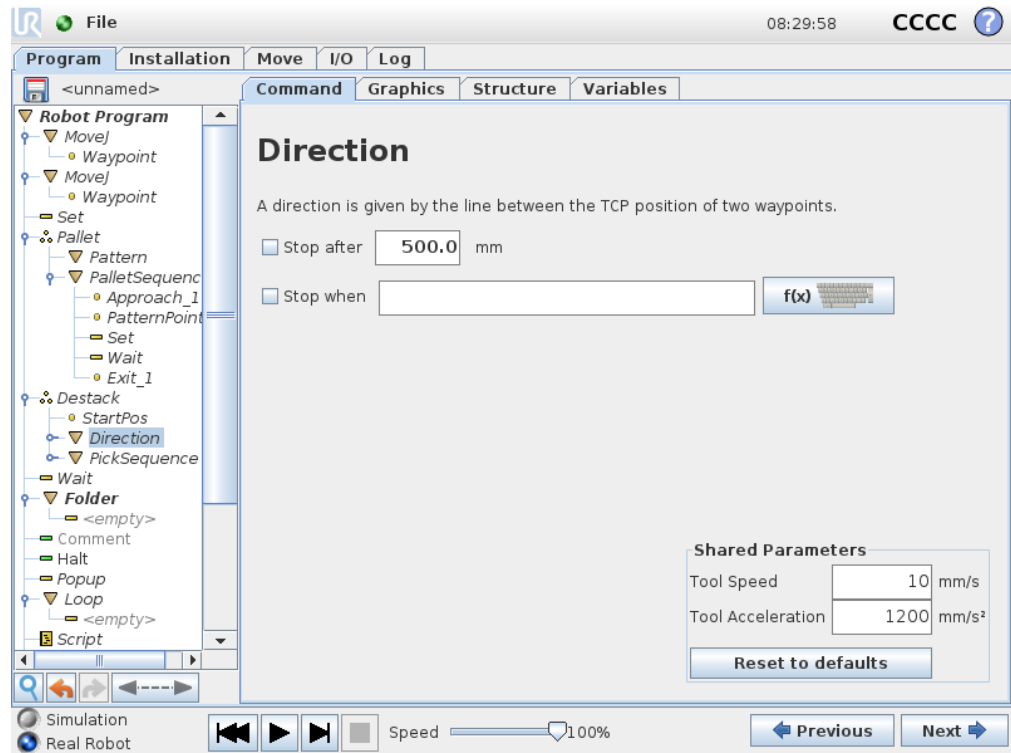 UR File 08:29:58 CCCC ?
Program Installation Move I/O Log
<unnamed>
Command Graphics Structure Variables
Robot Program
MoveJ
Waypoint
MoveJ
Waypoint
Set
Pallet
Pattern
PalletSequenc
Approach_1
PatternPoint
Set
Wait
Exit_1
Destack
StartPos
Direction
PickSequence
Wait
Folder
<empty>
Comment
Halt
Popup
Loop
<empty>
Script
Direction
A direction is given by the line between the TCP position of two waypoints.
Stop after 500.0 mm
Stop when f(x)
Shared Parameters
Tool Speed 10 mm/s
Tool Acceleration 1200 mm/s²
Reset to defaults
Simulation
Real Robot
Speed 100%
Previous Next